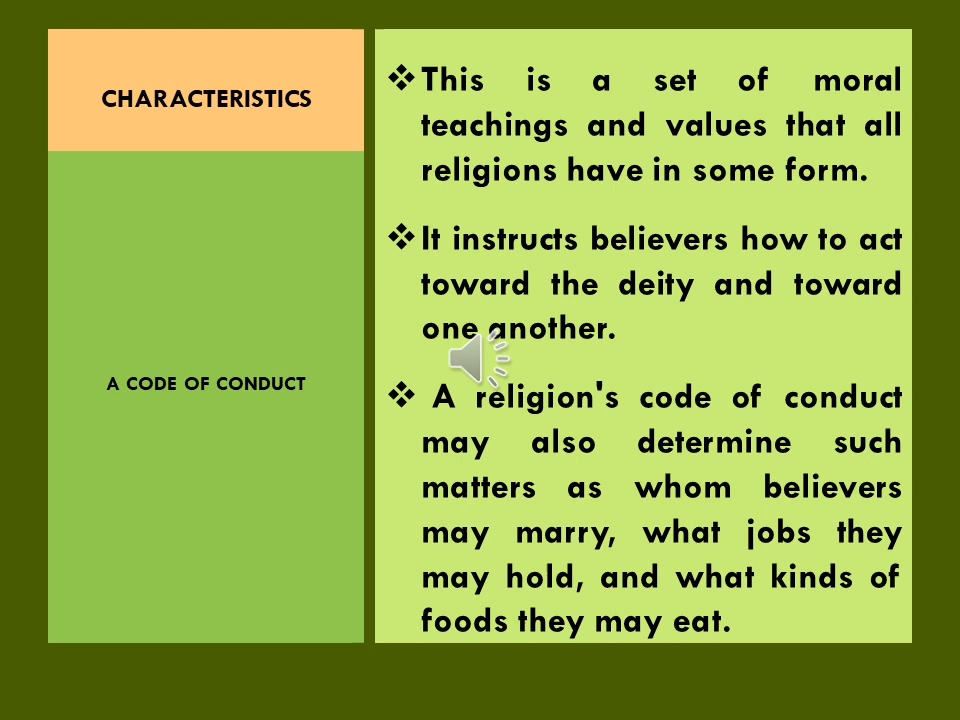 CHARACTERISTICS
A CODE OF CONDUCT
❖ This is a set of moral
teachings and values that all
religions have in some form.
❖ It instructs believers how to act
toward the deity and toward
one another.
❖ A religion's code of conduct
may also determine such
matters as whom believers
may marry, what jobs they
may hold, and what kinds of
foods they may eat.